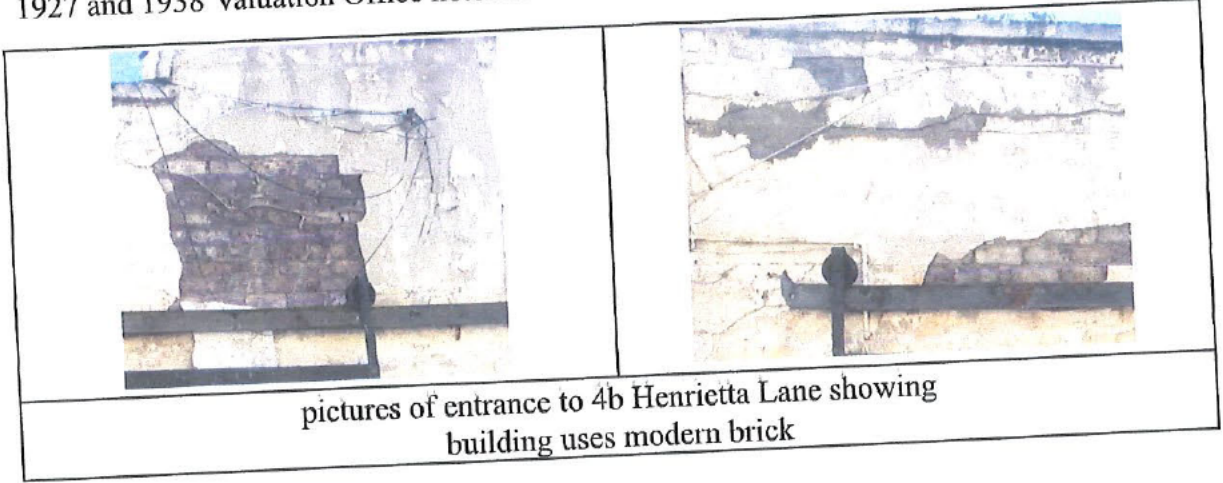 1927 and 1938 Valuation Office
pictures of entrance to 4b Henrietta Lane showing
building uses modern brick